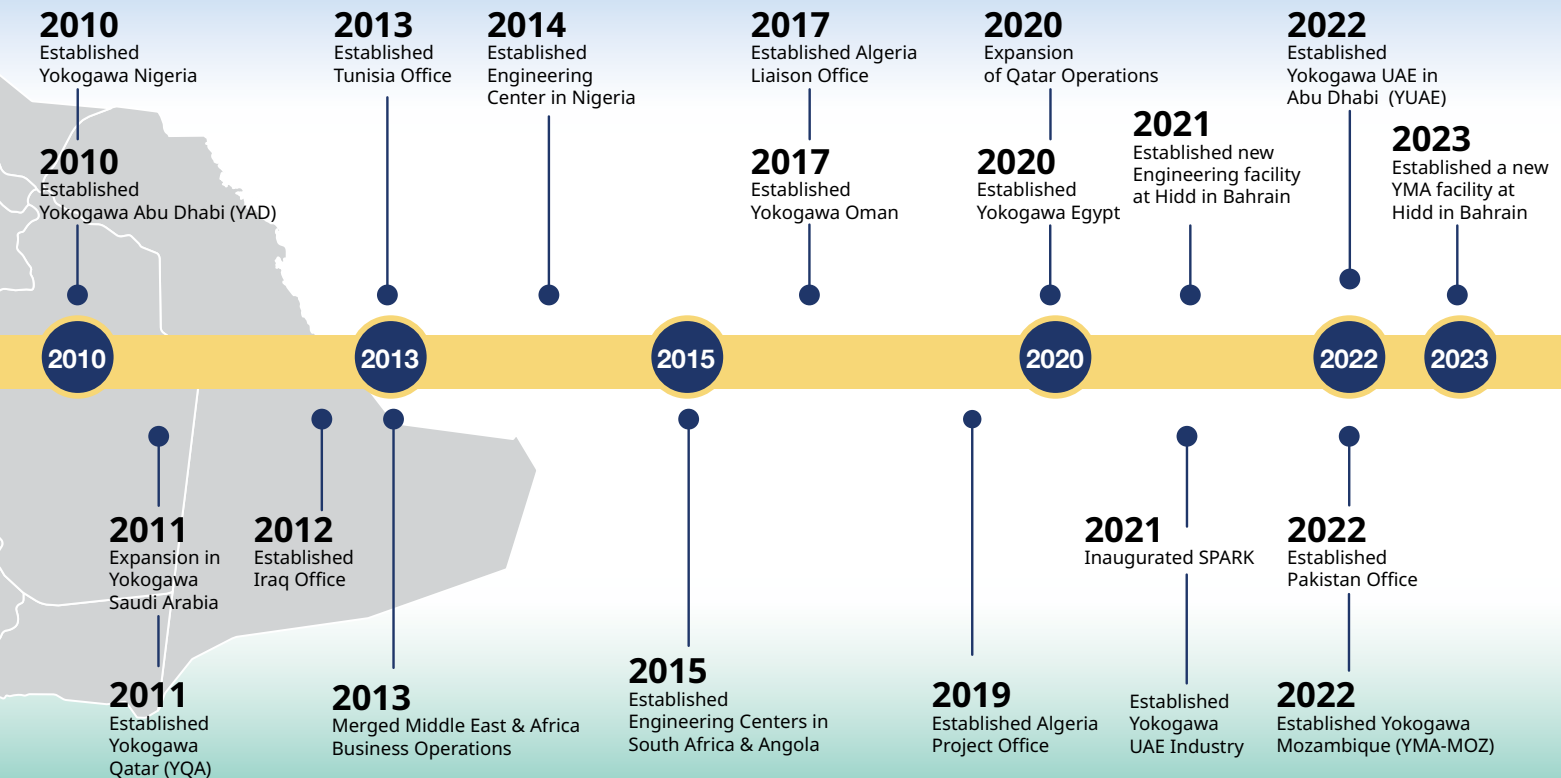 2010
Established
Yokogawa Nigeria
2010
Established
Yokogawa Abu Dhabi (YAD)
2013
Established
Tunisia Office
2014
Established
Engineering
Center in Nigeria
2017
Established Algeria
Liaison Office
2017
Established
Yokogawa Oman
2020
Expansion
of Qatar Operations
2020
Established
Yokogawa Egypt
2021
Established new
Engineering facility
at Hidd in Bahrain
2022
Established
Yokogawa UAE in
Abu Dhabi (YUAE)
2023
Established a new
YMA facility at
Hidd in Bahrain
2010
2013
2015
2020
2022
2023
2011
Expansion in
Yokogawa
Saudi Arabia
2011
Established
Yokogawa
Qatar (YQA)
2012
Established
Iraq Office
2013
Merged Middle East & Africa
Business Operations
2015
Established
Engineering Centers in
South Africa & Angola
2019
Established Algeria
Project Office
2021
Inaugurated SPARK
Established
Yokogawa
UAE Industry
2022
Established
Pakistan Office
2022
Established Yokogawa
Mozambique (YMA-MOZ)